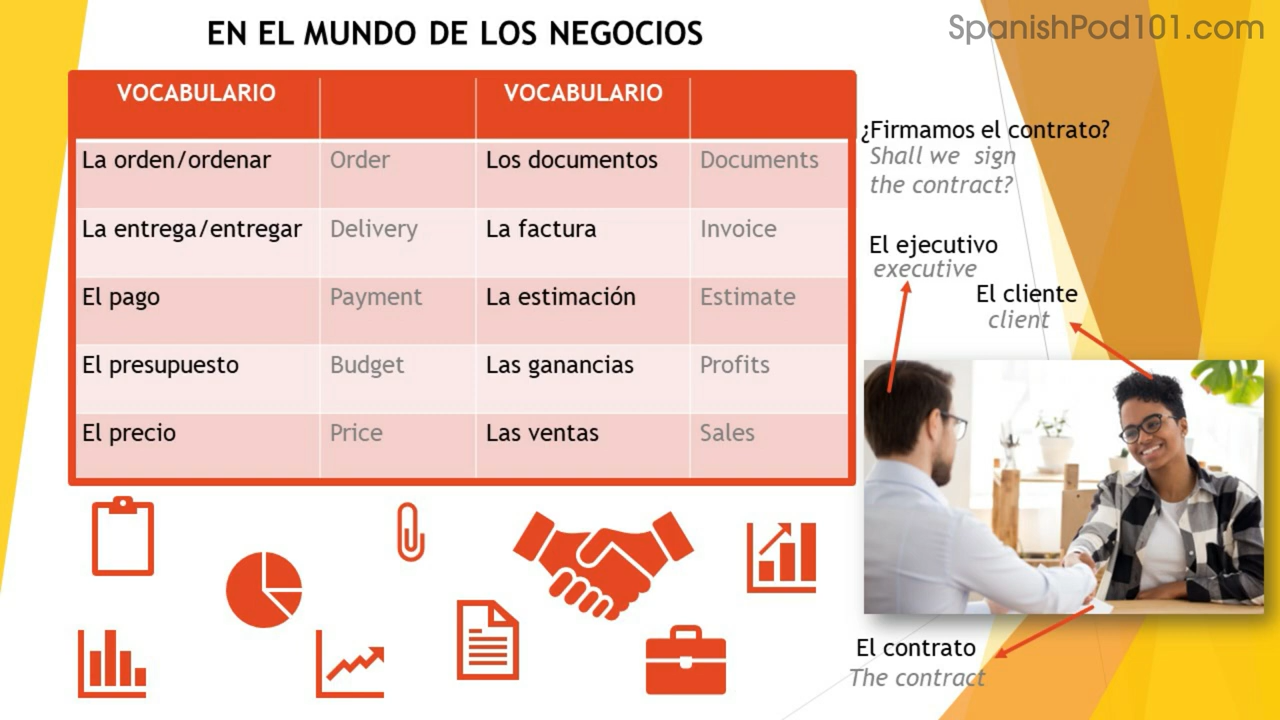 EN EL MUNDO DE LOS NEGOCIOS
SpanishPod101.com
VOCABULARIO VOCABULARIO
La orden/ordenar Order Los documentos Documents
La entrega/entregar Delivery La factura Invoice
El pago Payment La estimación Estimate
El presupuesto Budget Las ganancias Profits
El precio Price Las ventas Sales
¿Firmamos el contrato?
Shall we sign
the contract?
El ejecutivo
executive
El cliente
client
El contrato
The contract